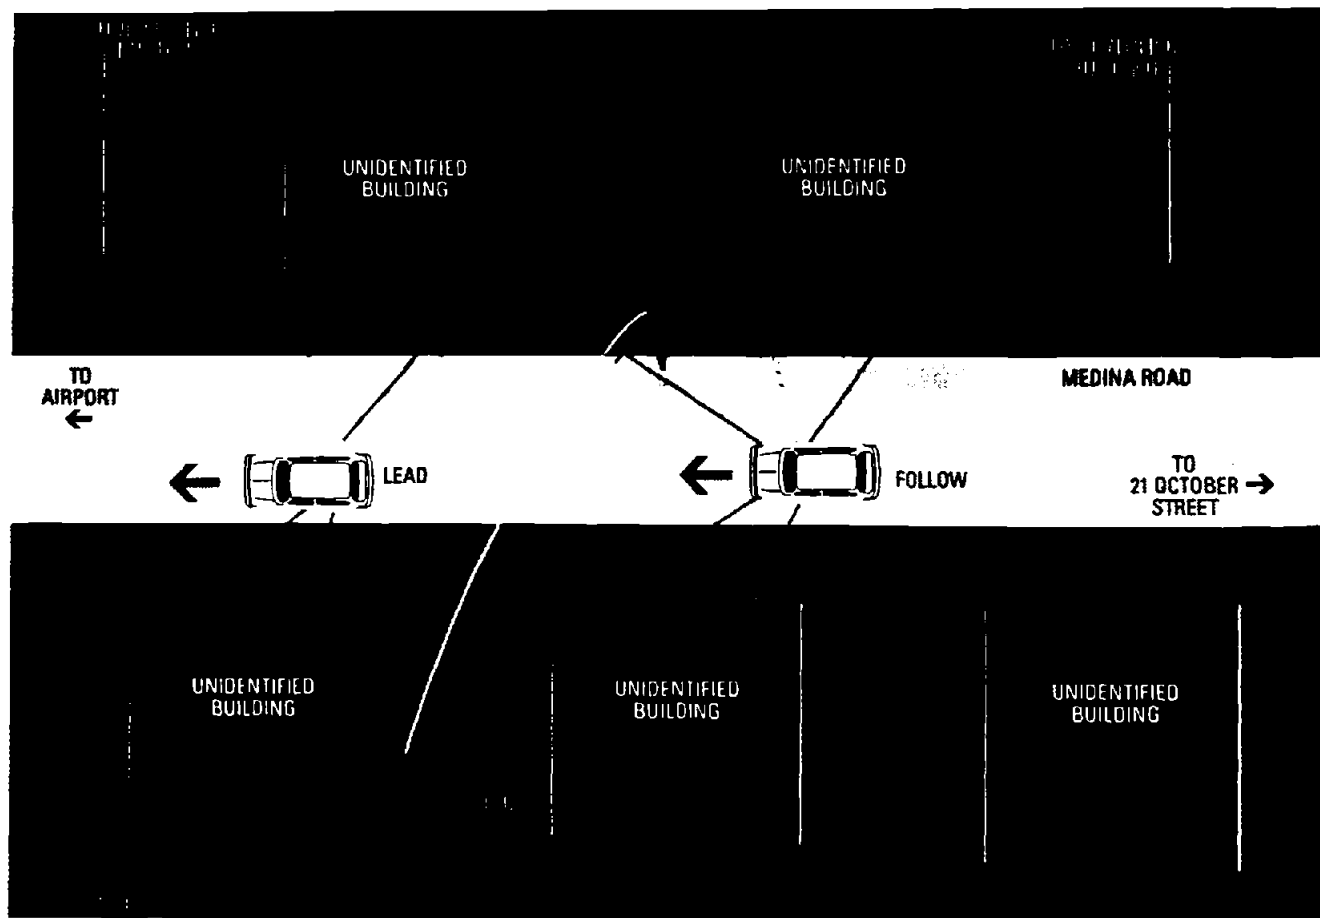 UNIDENTIFIED
BUILDING
UNIDENTIFIED
BUILDING
TO
AIRPORT
MEDINA ROAD
LEAD
FOLLOW
TO
21 OCTOBER
STREET
UNIDENTIFIED
BUILDING
UNIDENTIFIED
BUILDING
UNIDENTIFIED
BUILDING